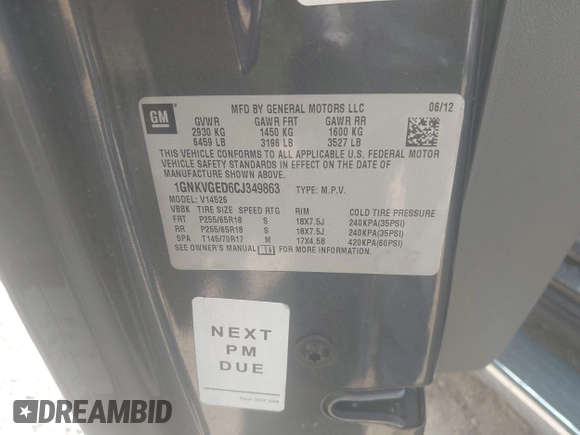 GM
MFD BY GENERAL MOTORS LLC 06/12
GVWR GAWR FRT GAWR RR
2930 KG 1450 KG 1600 KG
6459 LB 3196 LB 3527 LB
THIS VEHICLE CONFORMS TO ALL APPLICABLE U.S. FEDERAL MOTOR
VEHICLE SAFETY STANDARDS IN EFFECT ON THE DATE OF
MANUFACTURE SHOWN ABOVE.
1GNKVGED6CJ349863 TYPE: M.P.V.
MODEL: V14526
VBBK TIRE SIZE SPEED RTG RIM COLD TIRE PRESSURE
FRT P255/65R18 S 18X7.5J 240KPA(35PSI)
RR P255/65R18 S 18X7.5J 240KPA(35PSI)
SPA T145/70R17 M 17X4.5B 420KPA(60PSI)
SEE OWNER'S MANUAL FOR MORE INFORMATION.
NEXT
PM
DUE
DREAMBID